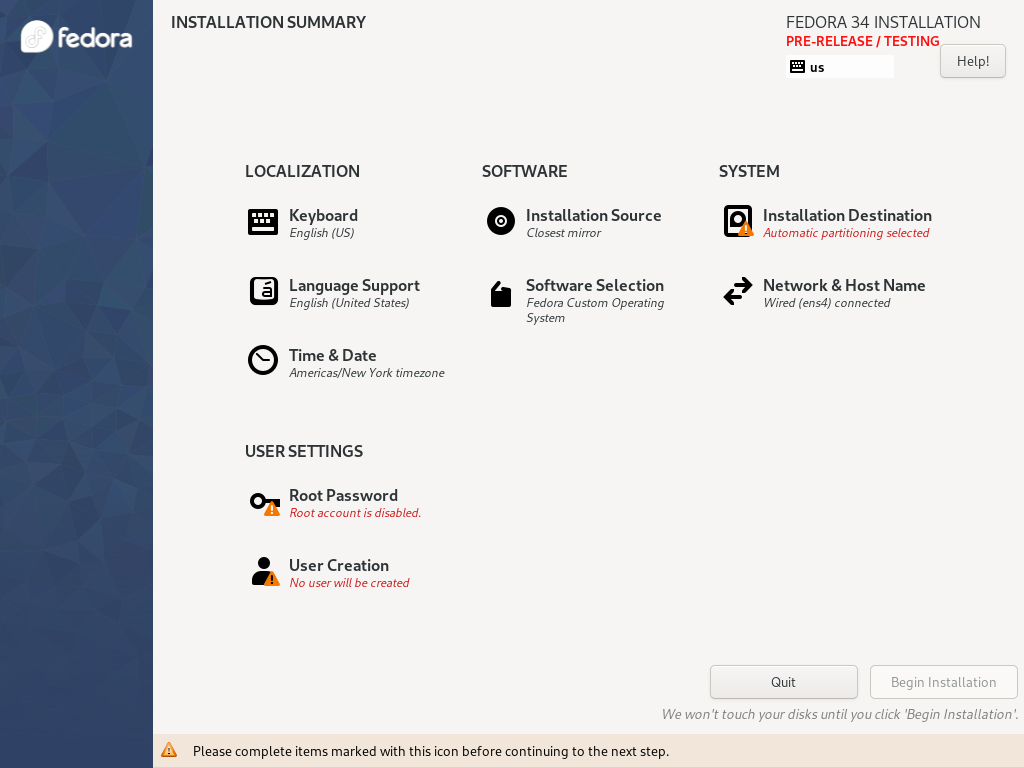 fedora
INSTALLATION SUMMARY
FEDORA 34 INSTALLATION
PRE-RELEASE / TESTING
us
Help!
LOCALIZATION
Keyboard
English (US)
Language Support
English (United States)
Time & Date
Americas/New York timezone
SOFTWARE
Installation Source
Closest mirror
Software Selection
Fedora Custom Operating
System
SYSTEM
Installation Destination
Automatic partitioning selected
Network & Host Name
Wired (ens4) connected
USER SETTINGS
Root Password
Root account is disabled.
User Creation
No user will be created
Quit
Begin Installation
We won't touch your disks until you click 'Begin Installation'.
Please complete items marked with this icon before continuing to the next step.